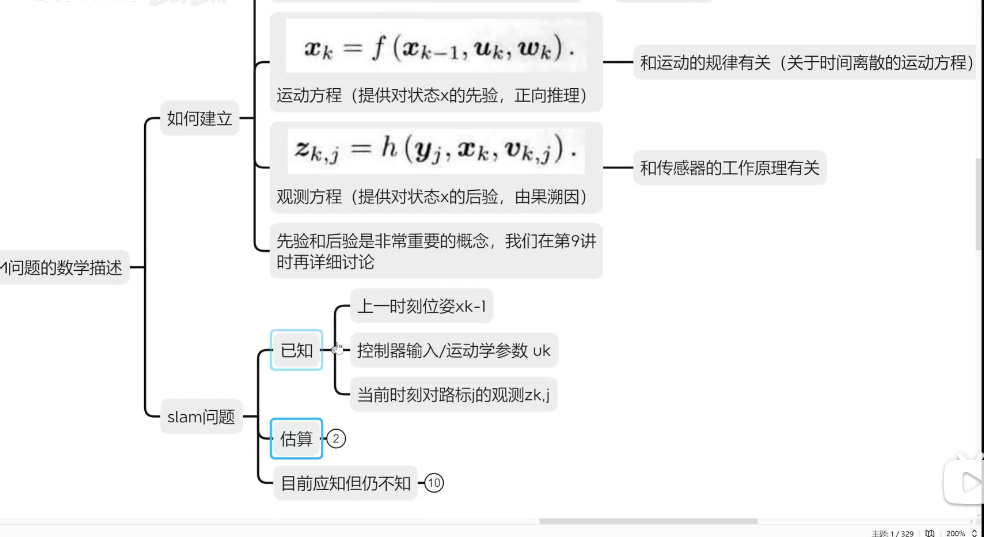 xₖ = f (xₖ₋₁, uₖ, wₖ).
运动方程（提供对状态x的先验，正向推理）
和运动的规律有关（关于时间离散的运动方程）
如何建立
zₖ,ⱼ = h (yⱼ, xₖ, vₖ,ⱼ).
观测方程（提供对状态x的后验，由果溯因）
和传感器的工作原理有关
先验和后验是非常重要的概念，我们在第9讲
时再详细讨论
M问题的数学描述
上一时刻位姿xk-1
已知
控制器输入/运动学参数 uk
当前时刻对路标j的观测zk,j
slam问题
估算
2
目前应知但仍不知
10
主题: 1 / 329
200%